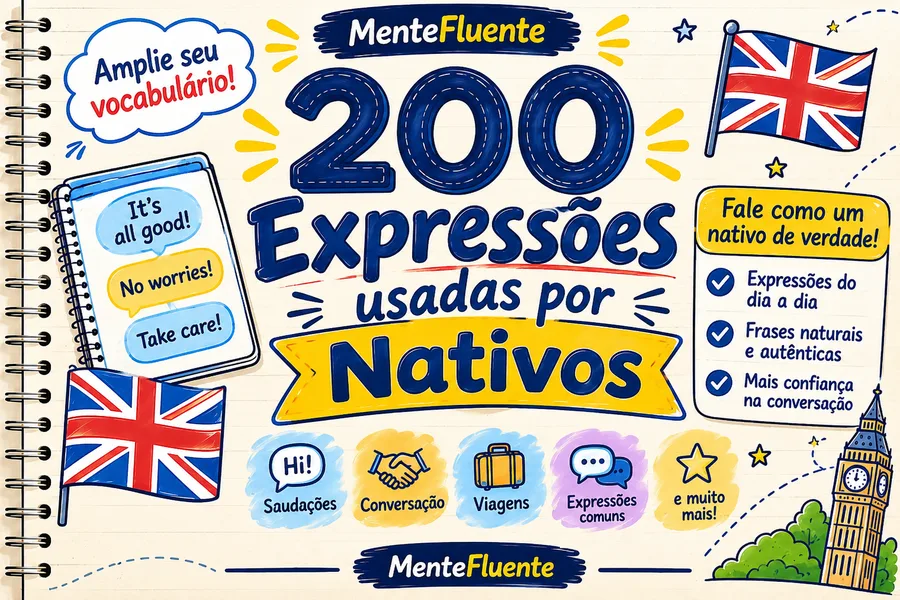 MenteFluente
Amplie seu
vocabulário!
200
Expressões
usadas por
Nativos
It's
all good!
No worries!
Take care!
Fale como um
nativo de verdade!
Expressões do
dia a dia
Frases naturais
e autênticas
Mais confiança
na conversação
Hi!
Saudações
Conversação
Viagens
Expressões
comuns
e muito
mais!
MenteFluente